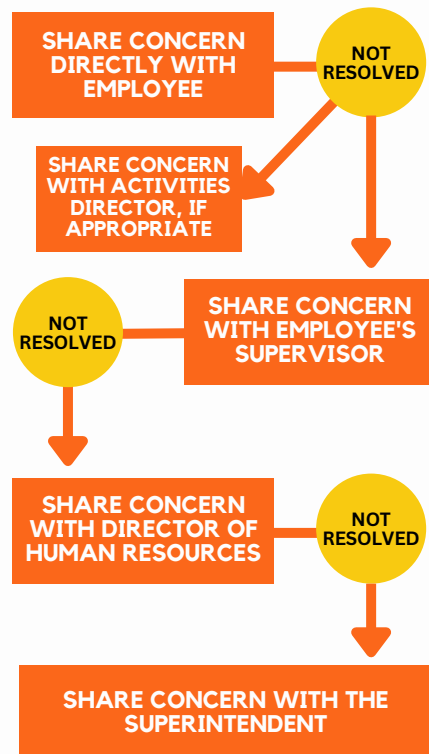 SHARE CONCERN
DIRECTLY WITH
EMPLOYEE
NOT
RESOLVED
SHARE CONCERN
WITH ACTIVITIES
DIRECTOR, IF
APPROPRIATE
SHARE CONCERN
WITH EMPLOYEE'S
SUPERVISOR
NOT
RESOLVED
SHARE CONCERN
WITH DIRECTOR OF
HUMAN RESOURCES
NOT
RESOLVED
SHARE CONCERN WITH THE
SUPERINTENDENT